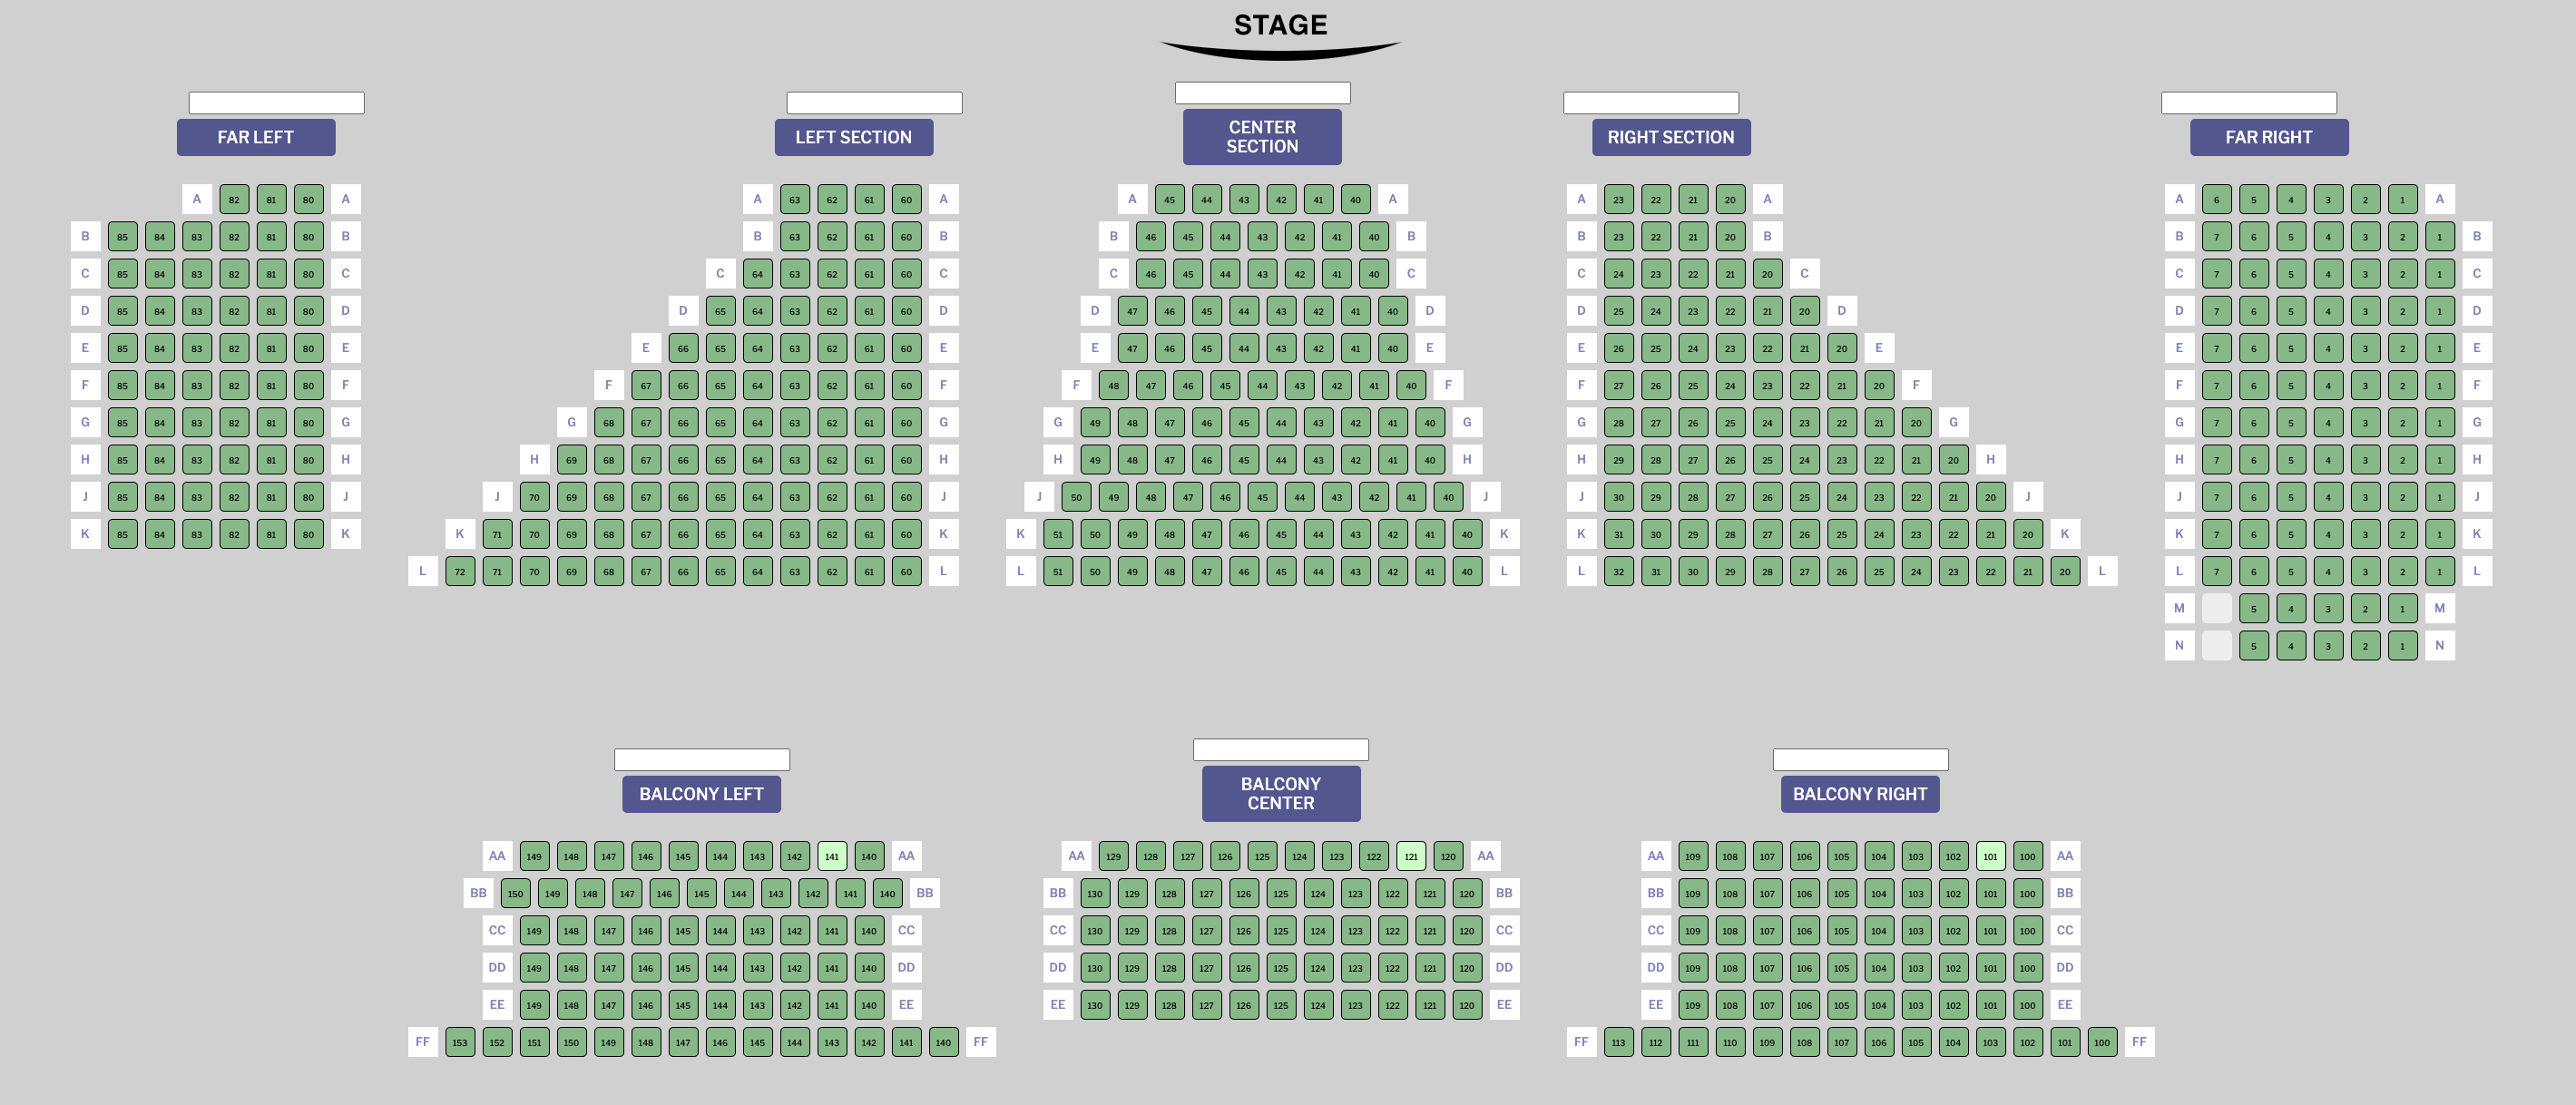 STAGE
FAR LEFT
LEFT SECTION
CENTER
SECTION
RIGHT SECTION
FAR RIGHT
A 82 81 80 A
B 85 84 83 82 81 80 B
C 85 84 83 82 81 80 C
D 85 84 83 82 81 80 D
E 85 84 83 82 81 80 E
F 85 84 83 82 81 80 F
G 85 84 83 82 81 80 G
H 85 84 83 82 81 80 H
J 85 84 83 82 81 80 J
K 85 84 83 82 81 80 K
A 63 62 61 60 A
B 63 62 61 60 B
C 64 63 62 61 60 C
D 65 64 63 62 61 60 D
E 66 65 64 63 62 61 60 E
F 67 66 65 64 63 62 61 60 F
G 68 67 66 65 64 63 62 61 60 G
H 69 68 67 66 65 64 63 62 61 60 H
J 70 69 68 67 66 65 64 63 62 61 60 J
K 71 70 69 68 67 66 65 64 63 62 61 60 K
L 72 71 70 69 68 67 66 65 64 63 62 61 60 L
A 45 44 43 42 41 40 A
B 46 45 44 43 42 41 40 B
C 46 45 44 43 42 41 40 C
D 47 46 45 44 43 42 41 40 D
E 47 46 45 44 43 42 41 40 E
F 48 47 46 45 44 43 42 41 40 F
G 49 48 47 46 45 44 43 42 41 40 G
H 49 48 47 46 45 44 43 42 41 40 H
J 50 49 48 47 46 45 44 43 42 41 40 J
K 51 50 49 48 47 46 45 44 43 42 41 40 K
L 51 50 49 48 47 46 45 44 43 42 41 40 L
A 23 22 21 20 A
B 23 22 21 20 B
C 24 23 22 21 20 C
D 25 24 23 22 21 20 D
E 26 25 24 23 22 21 20 E
F 27 26 25 24 23 22 21 20 F
G 28 27 26 25 24 23 22 21 20 G
H 29 28 27 26 25 24 23 22 21 20 H
J 30 29 28 27 26 25 24 23 22 21 20 J
K 31 30 29 28 27 26 25 24 23 22 21 20 K
L 32 31 30 29 28 27 26 25 24 23 22 21 20 L
A 6 5 4 3 2 1 A
B 7 6 5 4 3 2 1 B
C 7 6 5 4 3 2 1 C
D 7 6 5 4 3 2 1 D
E 7 6 5 4 3 2 1 E
F 7 6 5 4 3 2 1 F
G 7 6 5 4 3 2 1 G
H 7 6 5 4 3 2 1 H
J 7 6 5 4 3 2 1 J
K 7 6 5 4 3 2 1 K
L 7 6 5 4 3 2 1 L
M 5 4 3 2 1 M
N 5 4 3 2 1 N
BALCONY LEFT
BALCONY
CENTER
BALCONY RIGHT
AA 149 148 147 146 145 144 143 142 141 140 AA
BB 150 149 148 147 146 145 144 143 142 141 140 BB
CC 149 148 147 146 145 144 143 142 141 140 CC
DD 149 148 147 146 145 144 143 142 141 140 DD
EE 149 148 147 146 145 144 143 142 141 140 EE
FF 153 152 151 150 149 148 147 146 145 144 143 142 141 140 FF
AA 129 128 127 126 125 124 123 122 121 120 AA
BB 130 129 128 127 126 125 124 123 122 121 120 BB
CC 130 129 128 127 126 125 124 123 122 121 120 CC
DD 130 129 128 127 126 125 124 123 122 121 120 DD
EE 130 129 128 127 126 125 124 123 122 121 120 EE
AA 109 108 107 106 105 104 103 102 101 100 AA
BB 109 108 107 106 105 104 103 102 101 100 BB
CC 109 108 107 106 105 104 103 102 101 100 CC
DD 109 108 107 106 105 104 103 102 101 100 DD
EE 109 108 107 106 105 104 103 102 101 100 EE
FF 113 112 111 110 109 108 107 106 105 104 103 102 101 100 FF